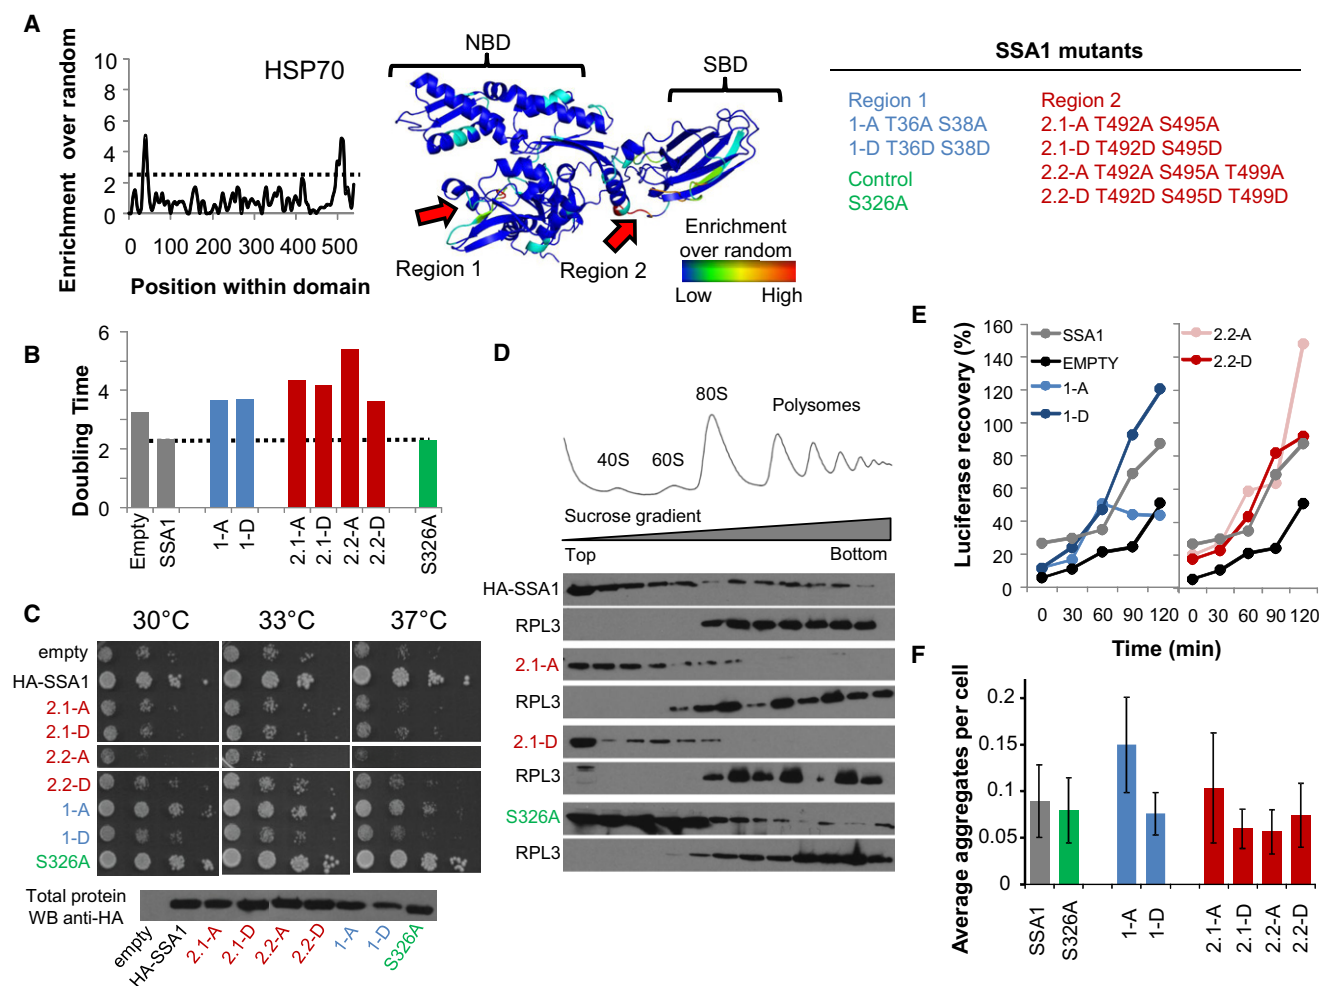 A
Enrichment over random
10
8
6
4
2
0
HSP70
0 100 200 300 400 500
Position within domain
NBD
SBD
Region 1
Region 2
Enrichment
over random
Low High
SSA1 mutants
Region 1
1-A T36A S38A
1-D T36D S38D
Control
S326A
Region 2
2.1-A T492A S495A
2.1-D T492D S495D
2.2-A T492A S495A T499A
2.2-D T492D S495D T499D
B
Doubling Time
6
4
2
0
Empty
SSA1
1-A
1-D
2.1-A
2.1-D
2.2-A
2.2-D
S326A
C
30°C 33°C 37°C
empty
HA-SSA1
2.1-A
2.1-D
2.2-A
2.2-D
1-A
1-D
S326A
Total protein
WB anti-HA
empty
HA-SSA1
2.1-A
2.1-D
2.2-A
2.2-D
1-A
1-D
S326A
D
40S
60S
80S
Polysomes
Sucrose gradient
Top Bottom
HA-SSA1
RPL3
2.1-A
RPL3
2.1-D
RPL3
S326A
RPL3
E
Luciferase recovery (%)
160
140
120
100
80
60
40
20
0
SSA1
EMPTY
1-A
1-D
2.2-A
2.2-D
0 30 60 90 120
0 30 60 90 120
Time (min)
F
Average aggregates per cell
0.2
0.15
0.1
0.05
0
SSA1
S326A
1-A
1-D
2.1-A
2.1-D
2.2-A
2.2-D